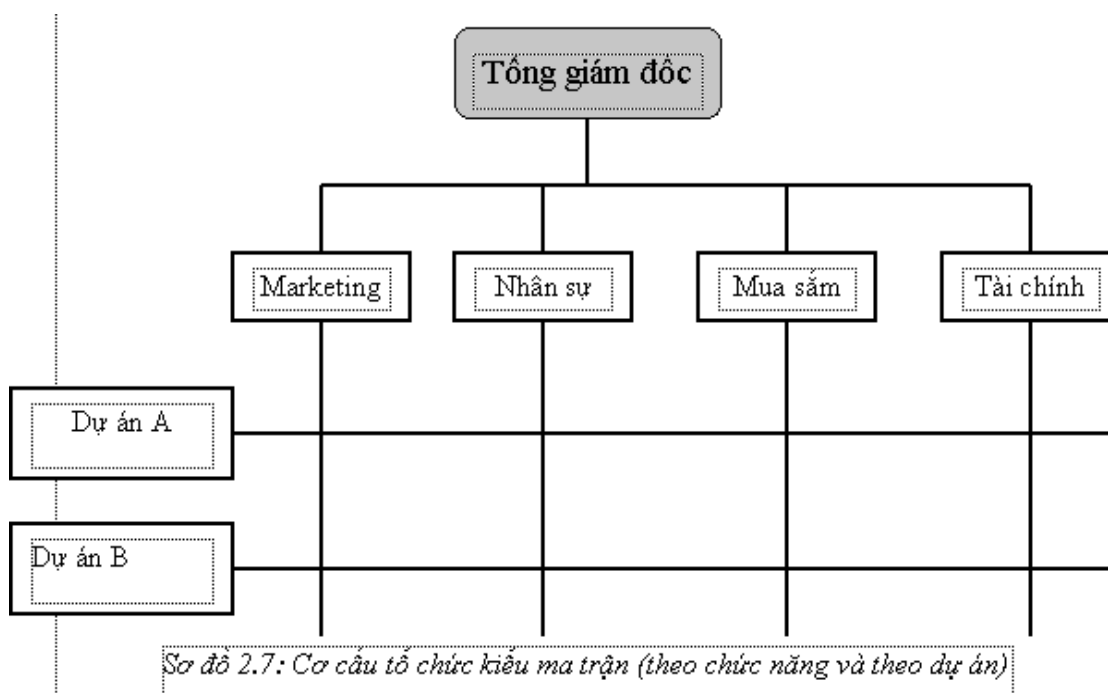 Tổng giám đốc
Marketing
Nhân sự
Mua sắm
Tài chính
Dự án A
Dự án B
Sơ đồ 2.7: Cơ cấu tổ chức kiểu ma trận (theo chức năng và theo dự án)